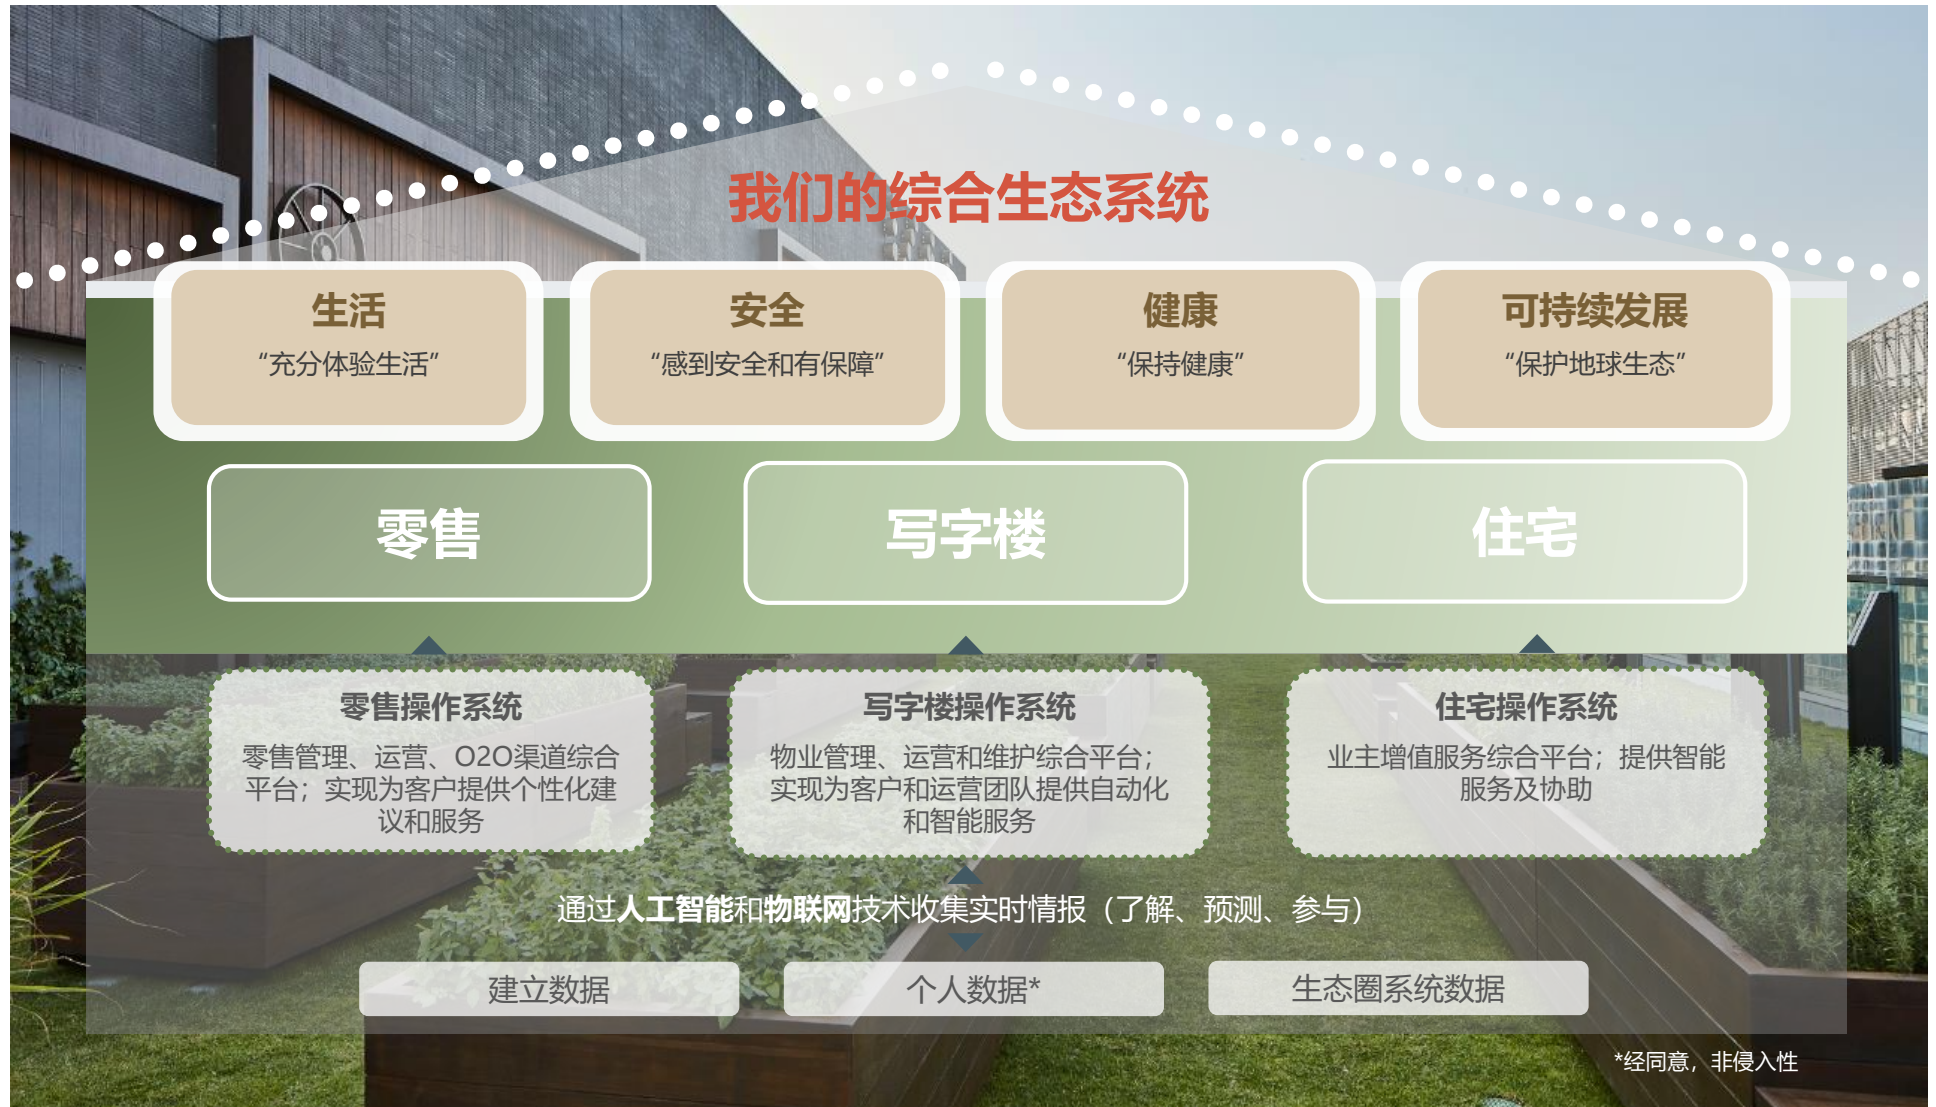 我们的综合生态系统
生活
“充分体验生活”
安全
“感到安全和有保障”
健康
“保持健康”
可持续发展
“保护地球生态”
零售
写字楼
住宅
零售操作系统
零售管理、运营、O2O渠道综合
平台；实现为客户提供个性化建
议和服务
写字楼操作系统
物业管理、运营和维护综合平台；
实现为客户和运营团队提供自动化
和智能服务
住宅操作系统
业主增值服务综合平台；提供智能
服务及协助
通过人工智能和物联网技术收集实时情报（了解、预测、参与）
建立数据
个人数据*
生态圈系统数据
*经同意，非侵入性